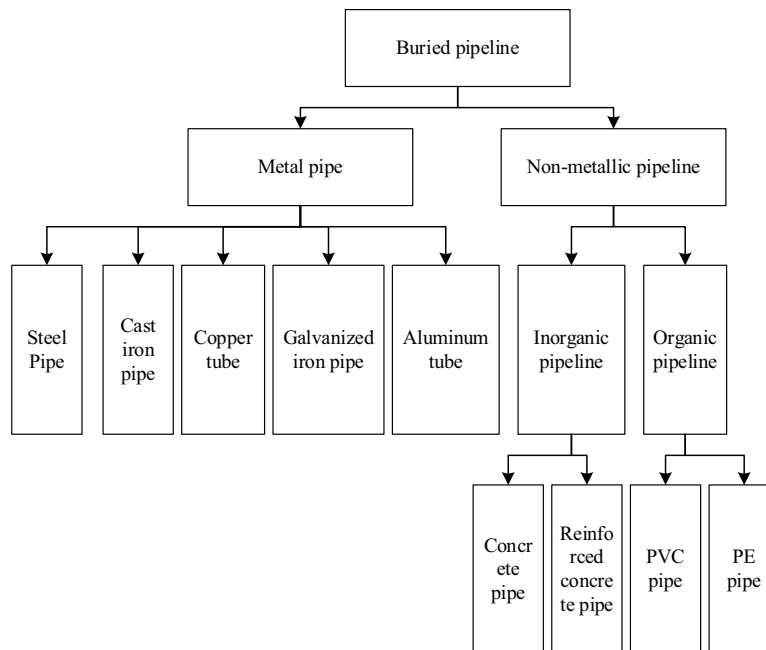 Buried pipeline
Metal pipe
Non-metallic pipeline
Steel
Pipe
Cast
iron
pipe
Copper
tube
Galvanized
iron pipe
Aluminum
tube
Inorganic
pipeline
Organic
pipeline
Concr
ete
pipe
Reinfo
rced
concre
te pipe
PVC
pipe
PE
pipe